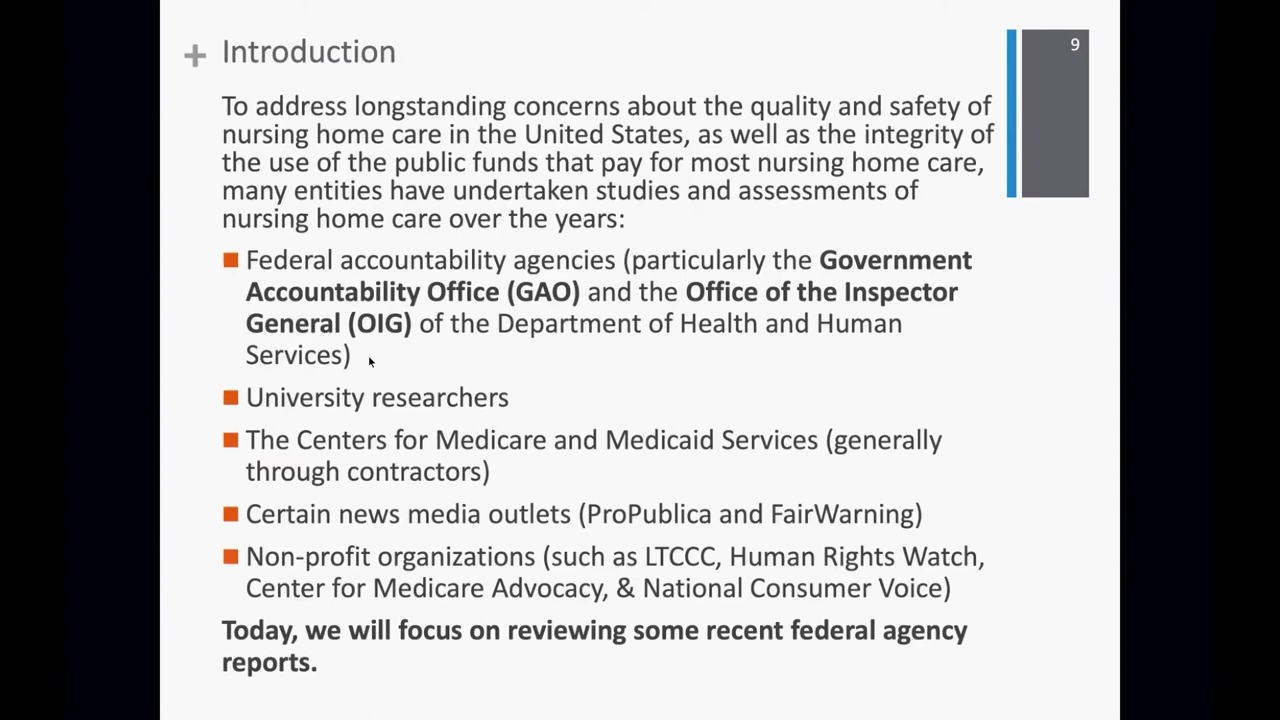 Introduction
9
To address longstanding concerns about the quality and safety of
nursing home care in the United States, as well as the integrity of
the use of the public funds that pay for most nursing home care,
many entities have undertaken studies and assessments of
nursing home care over the years:
Federal accountability agencies (particularly the Government
Accountability Office (GAO) and the Office of the Inspector
General (OIG) of the Department of Health and Human
Services)
University researchers
The Centers for Medicare and Medicaid Services (generally
through contractors)
Certain news media outlets (ProPublica and FairWarning)
Non-profit organizations (such as LTCCC, Human Rights Watch,
Center for Medicare Advocacy, & National Consumer Voice)
Today, we will focus on reviewing some recent federal agency
reports.